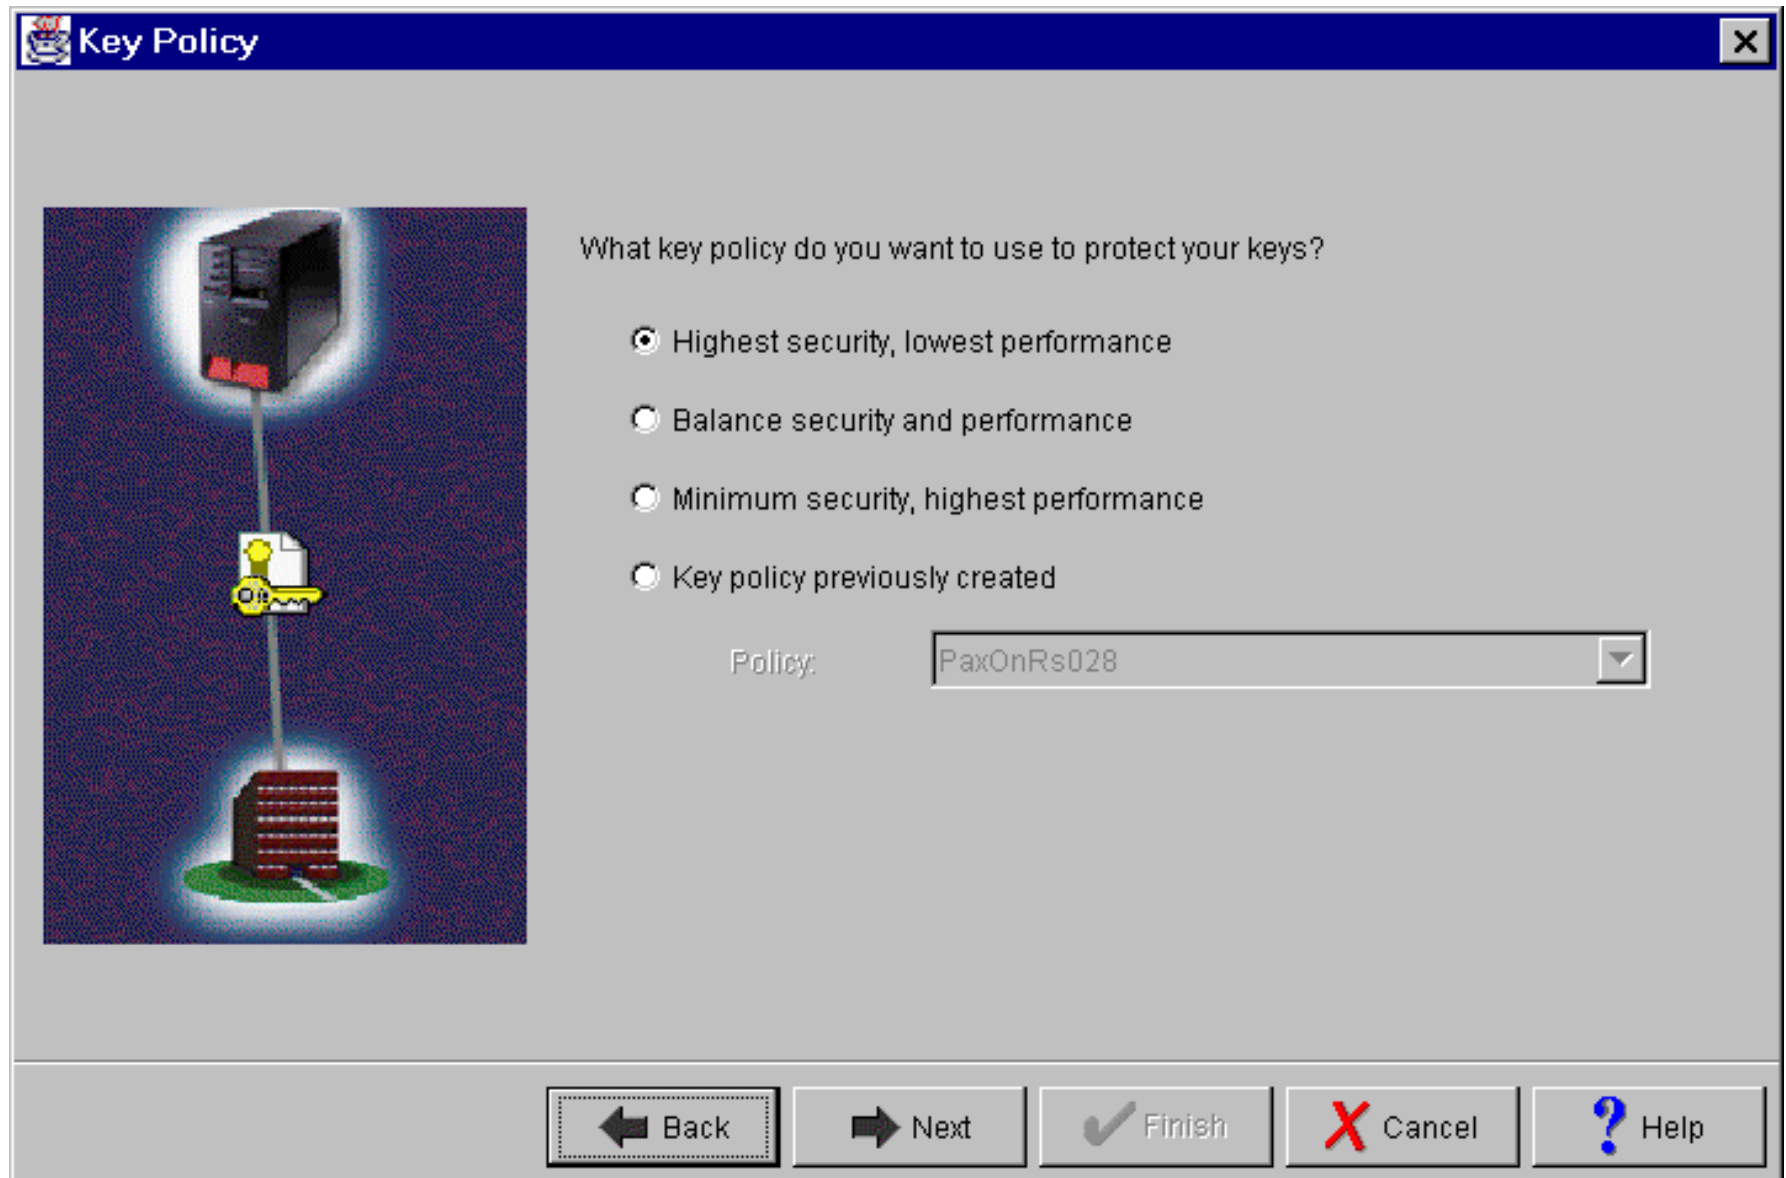 Key Policy
What key policy do you want to use to protect your keys?
Highest security, lowest performance
Balance security and performance
Minimum security, highest performance
Key policy previously created
Policy: PaxOnRs028
Back Next Finish Cancel Help